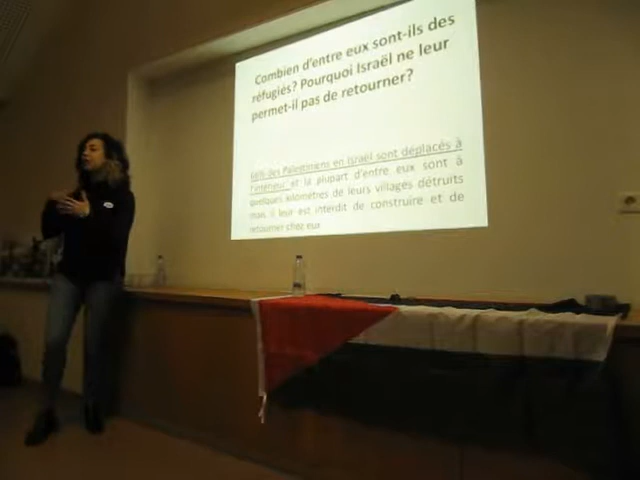 Combien d'entre eux sont-ils des
réfugiés? Pourquoi Israël ne leur
permet-il pas de retourner?
des Palestiniens en Israël sont déplacés à
l'intérieur et la plupart d'entre eux sont à
quelques kilomètres de leurs villages détruits
mais il leur est interdit de construire et de
retourner chez eux